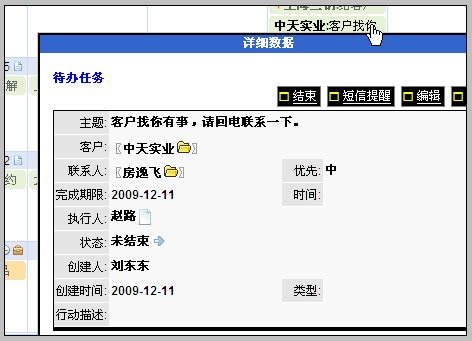 中天实业:客户找你
详细数据
5
待办任务
解
结束 短信提醒 编辑
主题: 客户找你有事，请回电联系一下。
客户: 〖中天实业〗
2
联系人: 〖房逸飞〗 优先: 中
约
完成期限: 2009-12-11 时间:
执行人: 赵路
状态: 未结束
创建人: 刘东东
品
创建时间: 2009-12-11 类型:
行动描述: